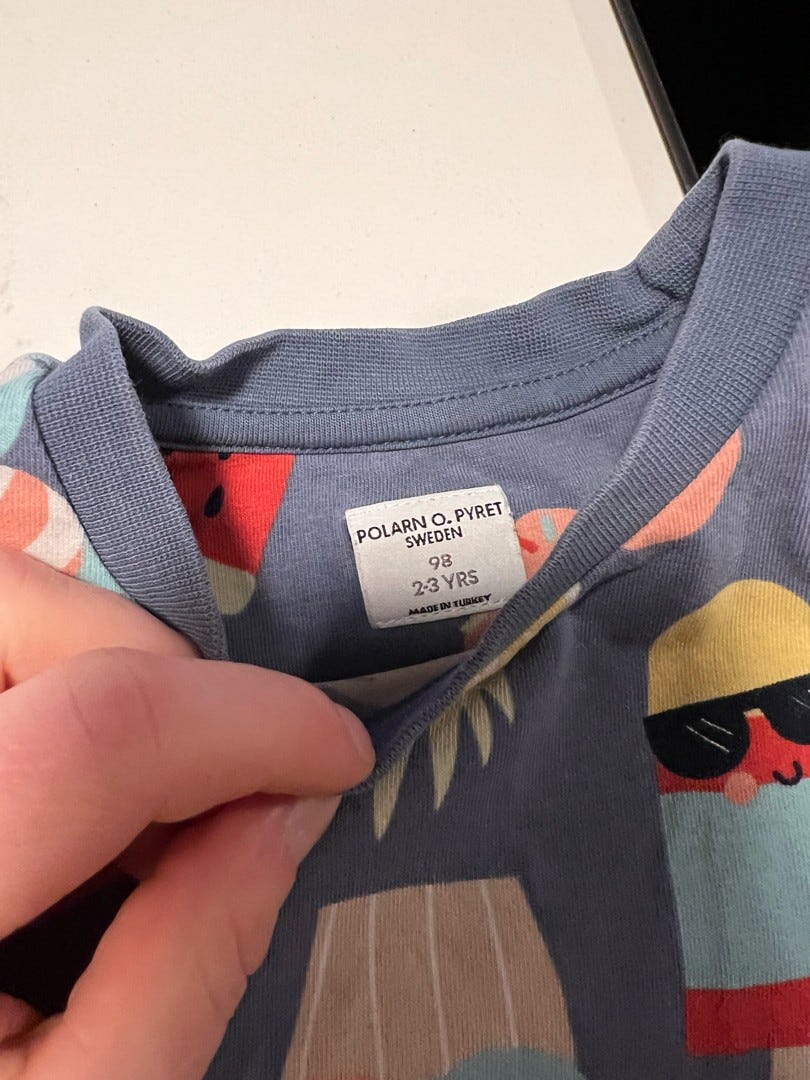 POLARN O. PYRET
SWEDEN
98
2-3 YRS
MADE IN TURKEY